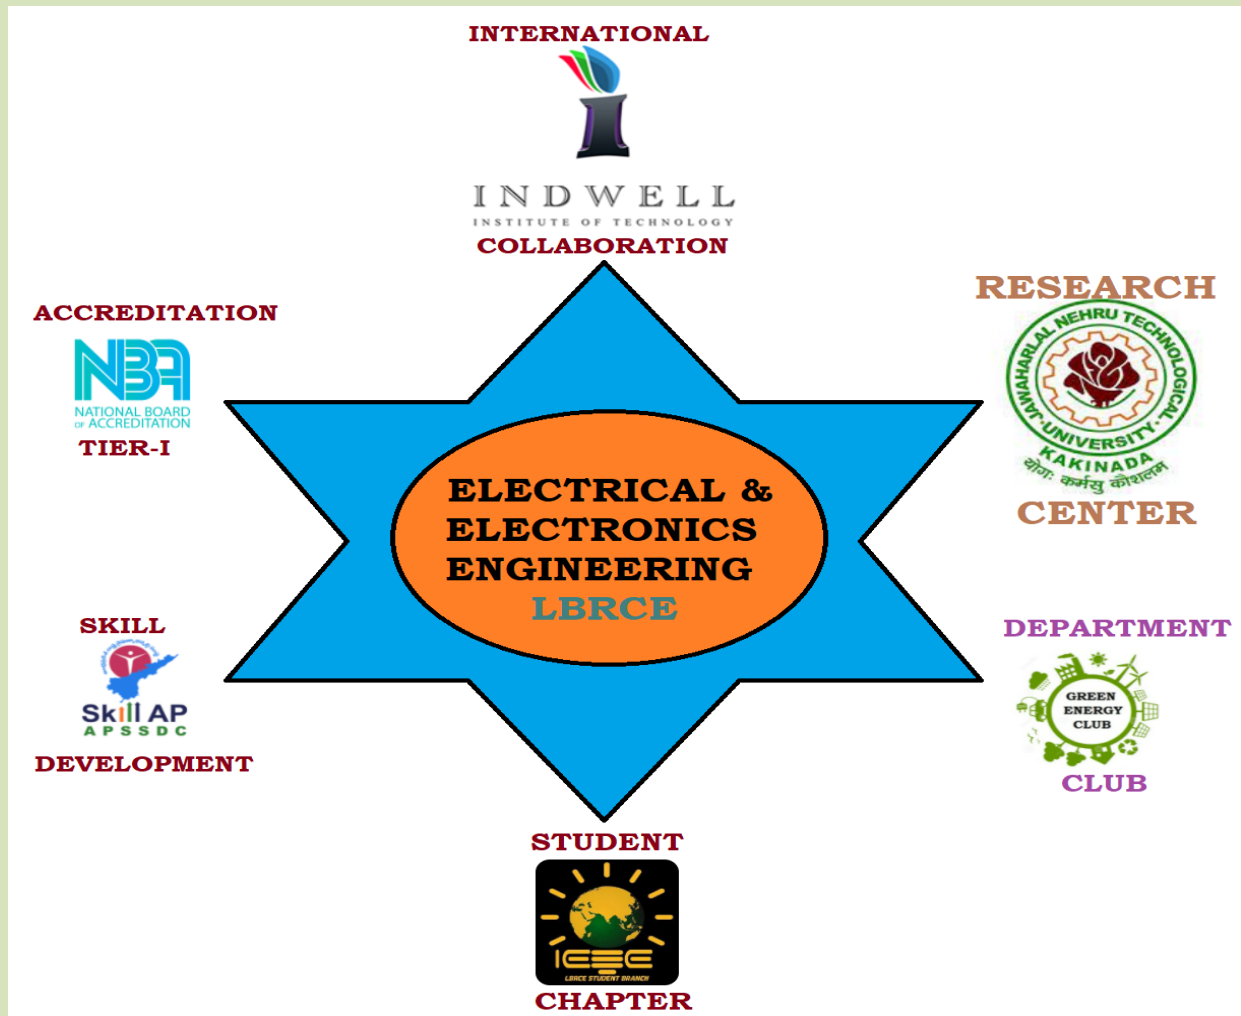 INTERNATIONAL
INDWELL
INSTITUTE OF TECHNOLOGY
COLLABORATION
ACCREDITATION
NBA
NATIONAL BOARD
OF ACCREDITATION
TIER-I
RESEARCH
JAWAHARLAL NEHRU TECHNOLOGICAL
UNIVERSITY
KAKINADA
योगः कर्मसु कौशलम्
CENTER
ELECTRICAL &
ELECTRONICS
ENGINEERING
LBRCE
SKILL
Skill AP
APSSDC
DEVELOPMENT
DEPARTMENT
GREEN
ENERGY
CLUB
CLUB
STUDENT
IEEE
LBRCE STUDENT BRANCH
CHAPTER